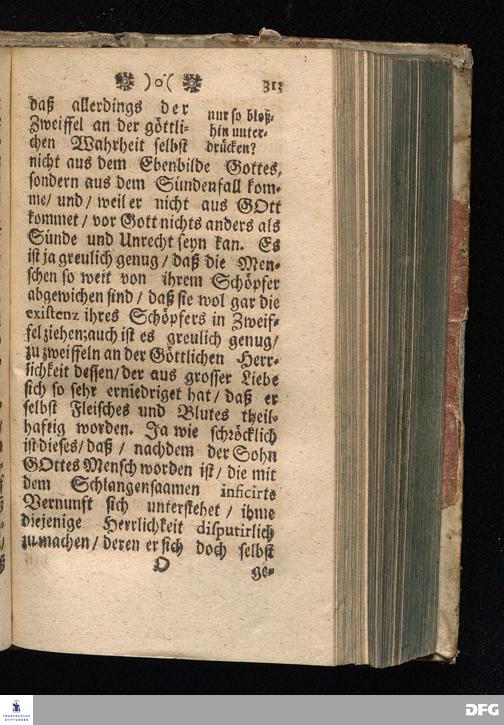 )o( 313
daß allerdings der
Zweiffel an der göttli-
chen Wahrheit selbst
nur so bloß-
hin unter-
drücken?
nicht aus dem Ebenbilde Gottes,
sondern aus dem Sündenfall kom-
me/ und/ weil er nicht aus GOtt
kommet/ vor Gott nichts anders als
Sünde und Unrecht seyn kan. Es
ist ja greulich genug/ daß die Men-
schen so weit von ihrem Schöpfer
abgewichen sind/ daß sie wol gar die
existenz ihres Schöpfers in Zweif-
fel ziehen; auch ist es greulich genug/
zu zweiffeln an der Göttlichen Herr-
lichkeit dessen/ der aus grosser Liebe
sich so sehr erniedriget hat/ daß er
selbst Fleisches und Blutes theil-
hafftig worden. Ja wie schröcklich
ist dieses/ daß/ nachdem der Sohn
GOttes Mensch worden ist/ die mit
dem Schlangensaamen inficirte
Vernunft sich unterstehet/ ihme
diejenige Herrlichkeit disputirlich
zu machen/ deren er sich doch selbst
O ge-
FRANCKESCHE
STIFTUNGEN
DFG